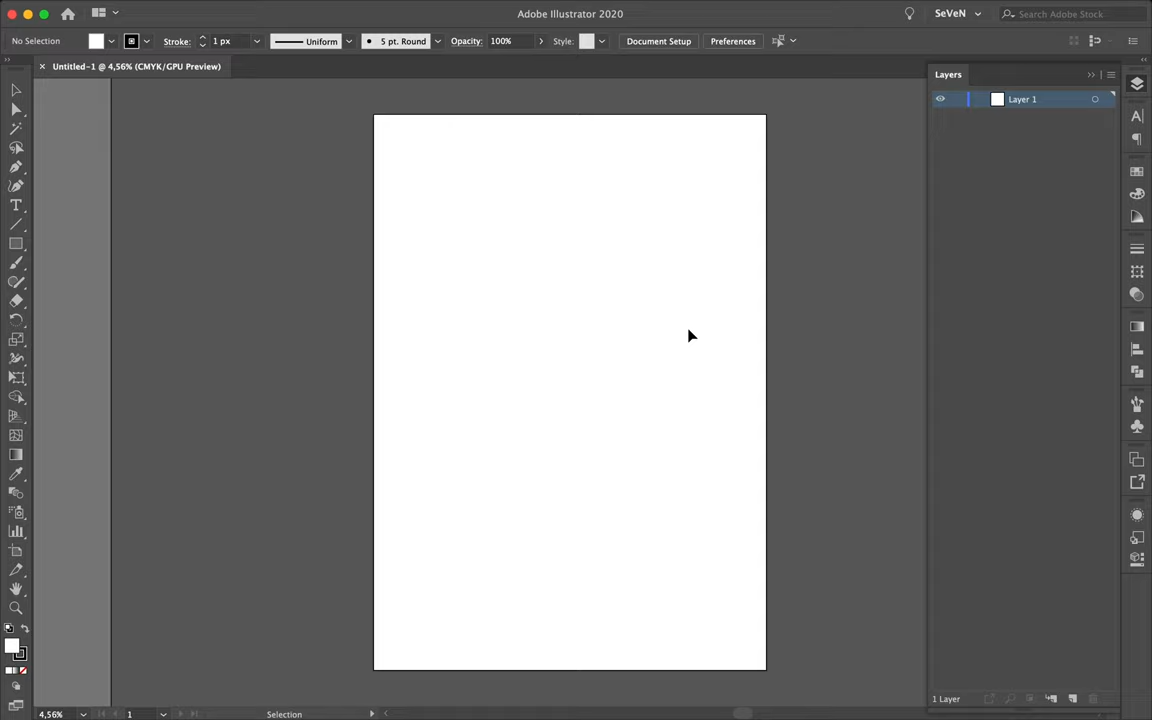 Adobe Illustrator 2020
SeVeN
Search Adobe Stock
No Selection
Stroke:
1 px
Uniform
5 pt. Round
Opacity:
100%
Style:
Document Setup
Preferences
Untitled-1 @ 4,56% (CMYK/GPU Preview)
Layers
Layer 1
1 Layer
4,56%
1
Selection